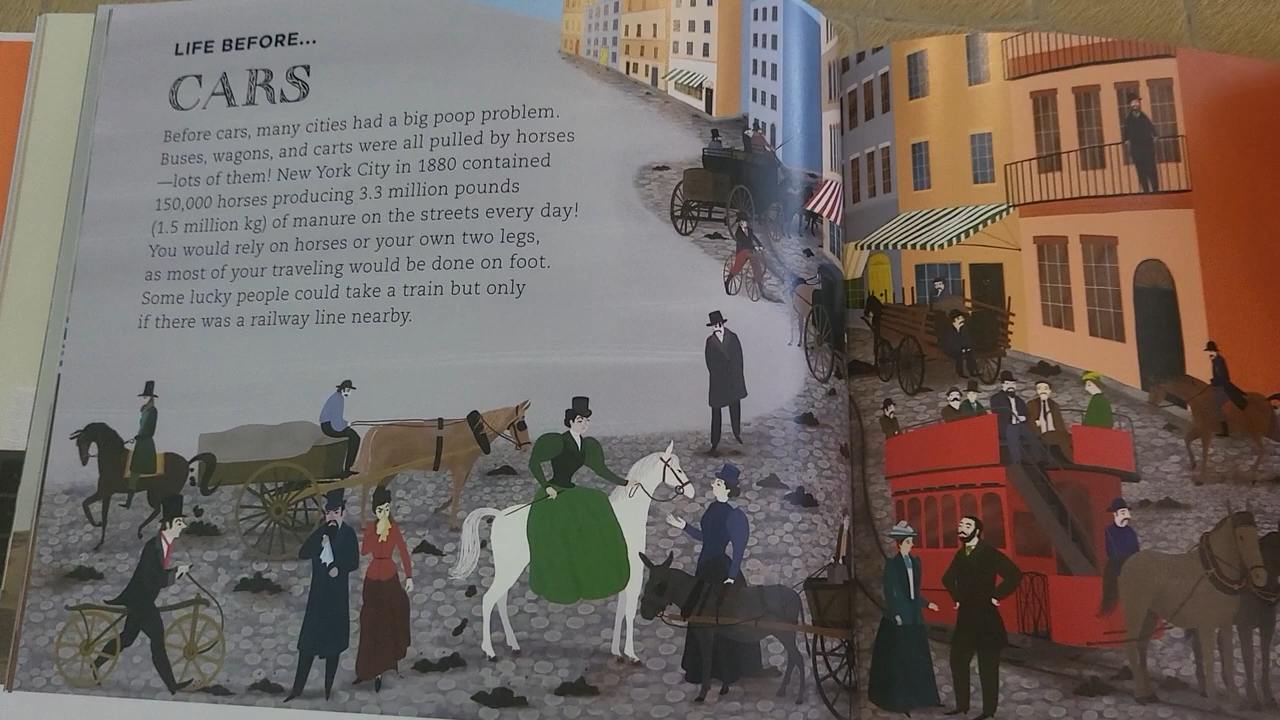 LIFE BEFORE...
CARS
Before cars, many cities had a big poop problem.
Buses, wagons, and carts were all pulled by horses
—lots of them! New York City in 1880 contained
150,000 horses producing 3.3 million pounds
(1.5 million kg) of manure on the streets every day!
You would rely on horses or your own two legs,
as most of your traveling would be done on foot.
Some lucky people could take a train but only
if there was a railway line nearby.